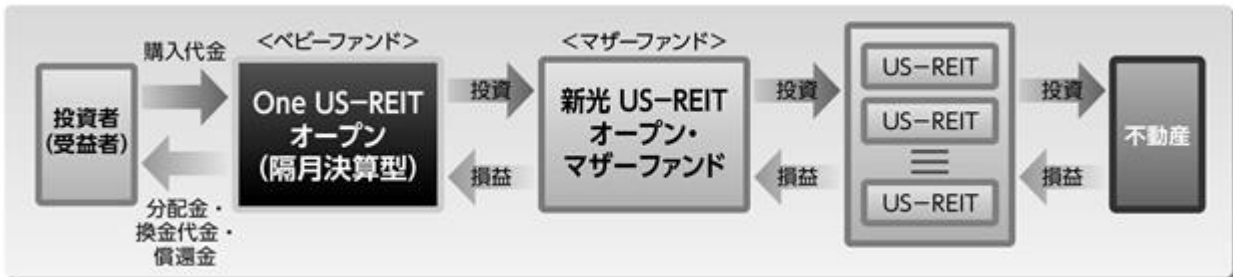 購入代金
投資者
(受益者)
分配金・
換金代金・
償還金
<ベビーファンド>
One US-REIT
オープン
(隔月決算型)
投資
損益
<マザーファンド>
新光 US-REIT
オープン・
マザーファンド
投資
損益
US-REIT
US-REIT
US-REIT
投資
損益
不動産